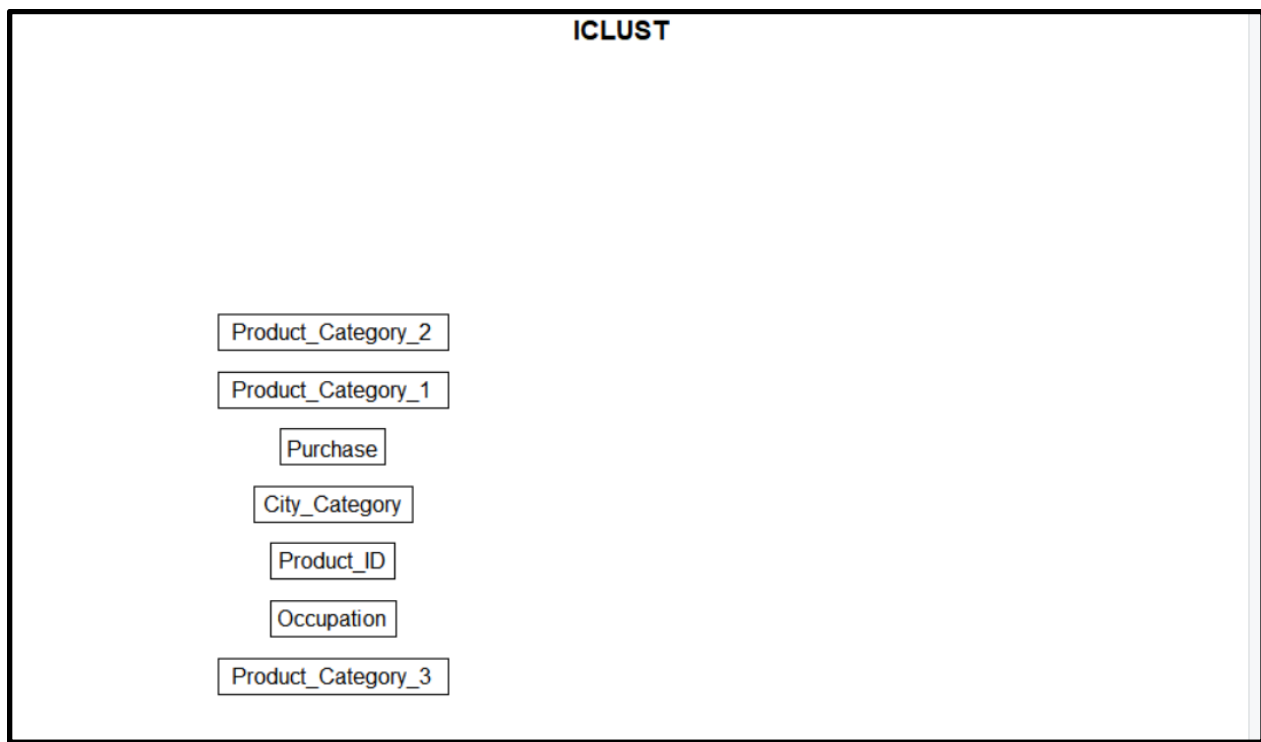 ICLUST
Product_Category_2
Product_Category_1
Purchase
City_Category
Product_ID
Occupation
Product_Category_3